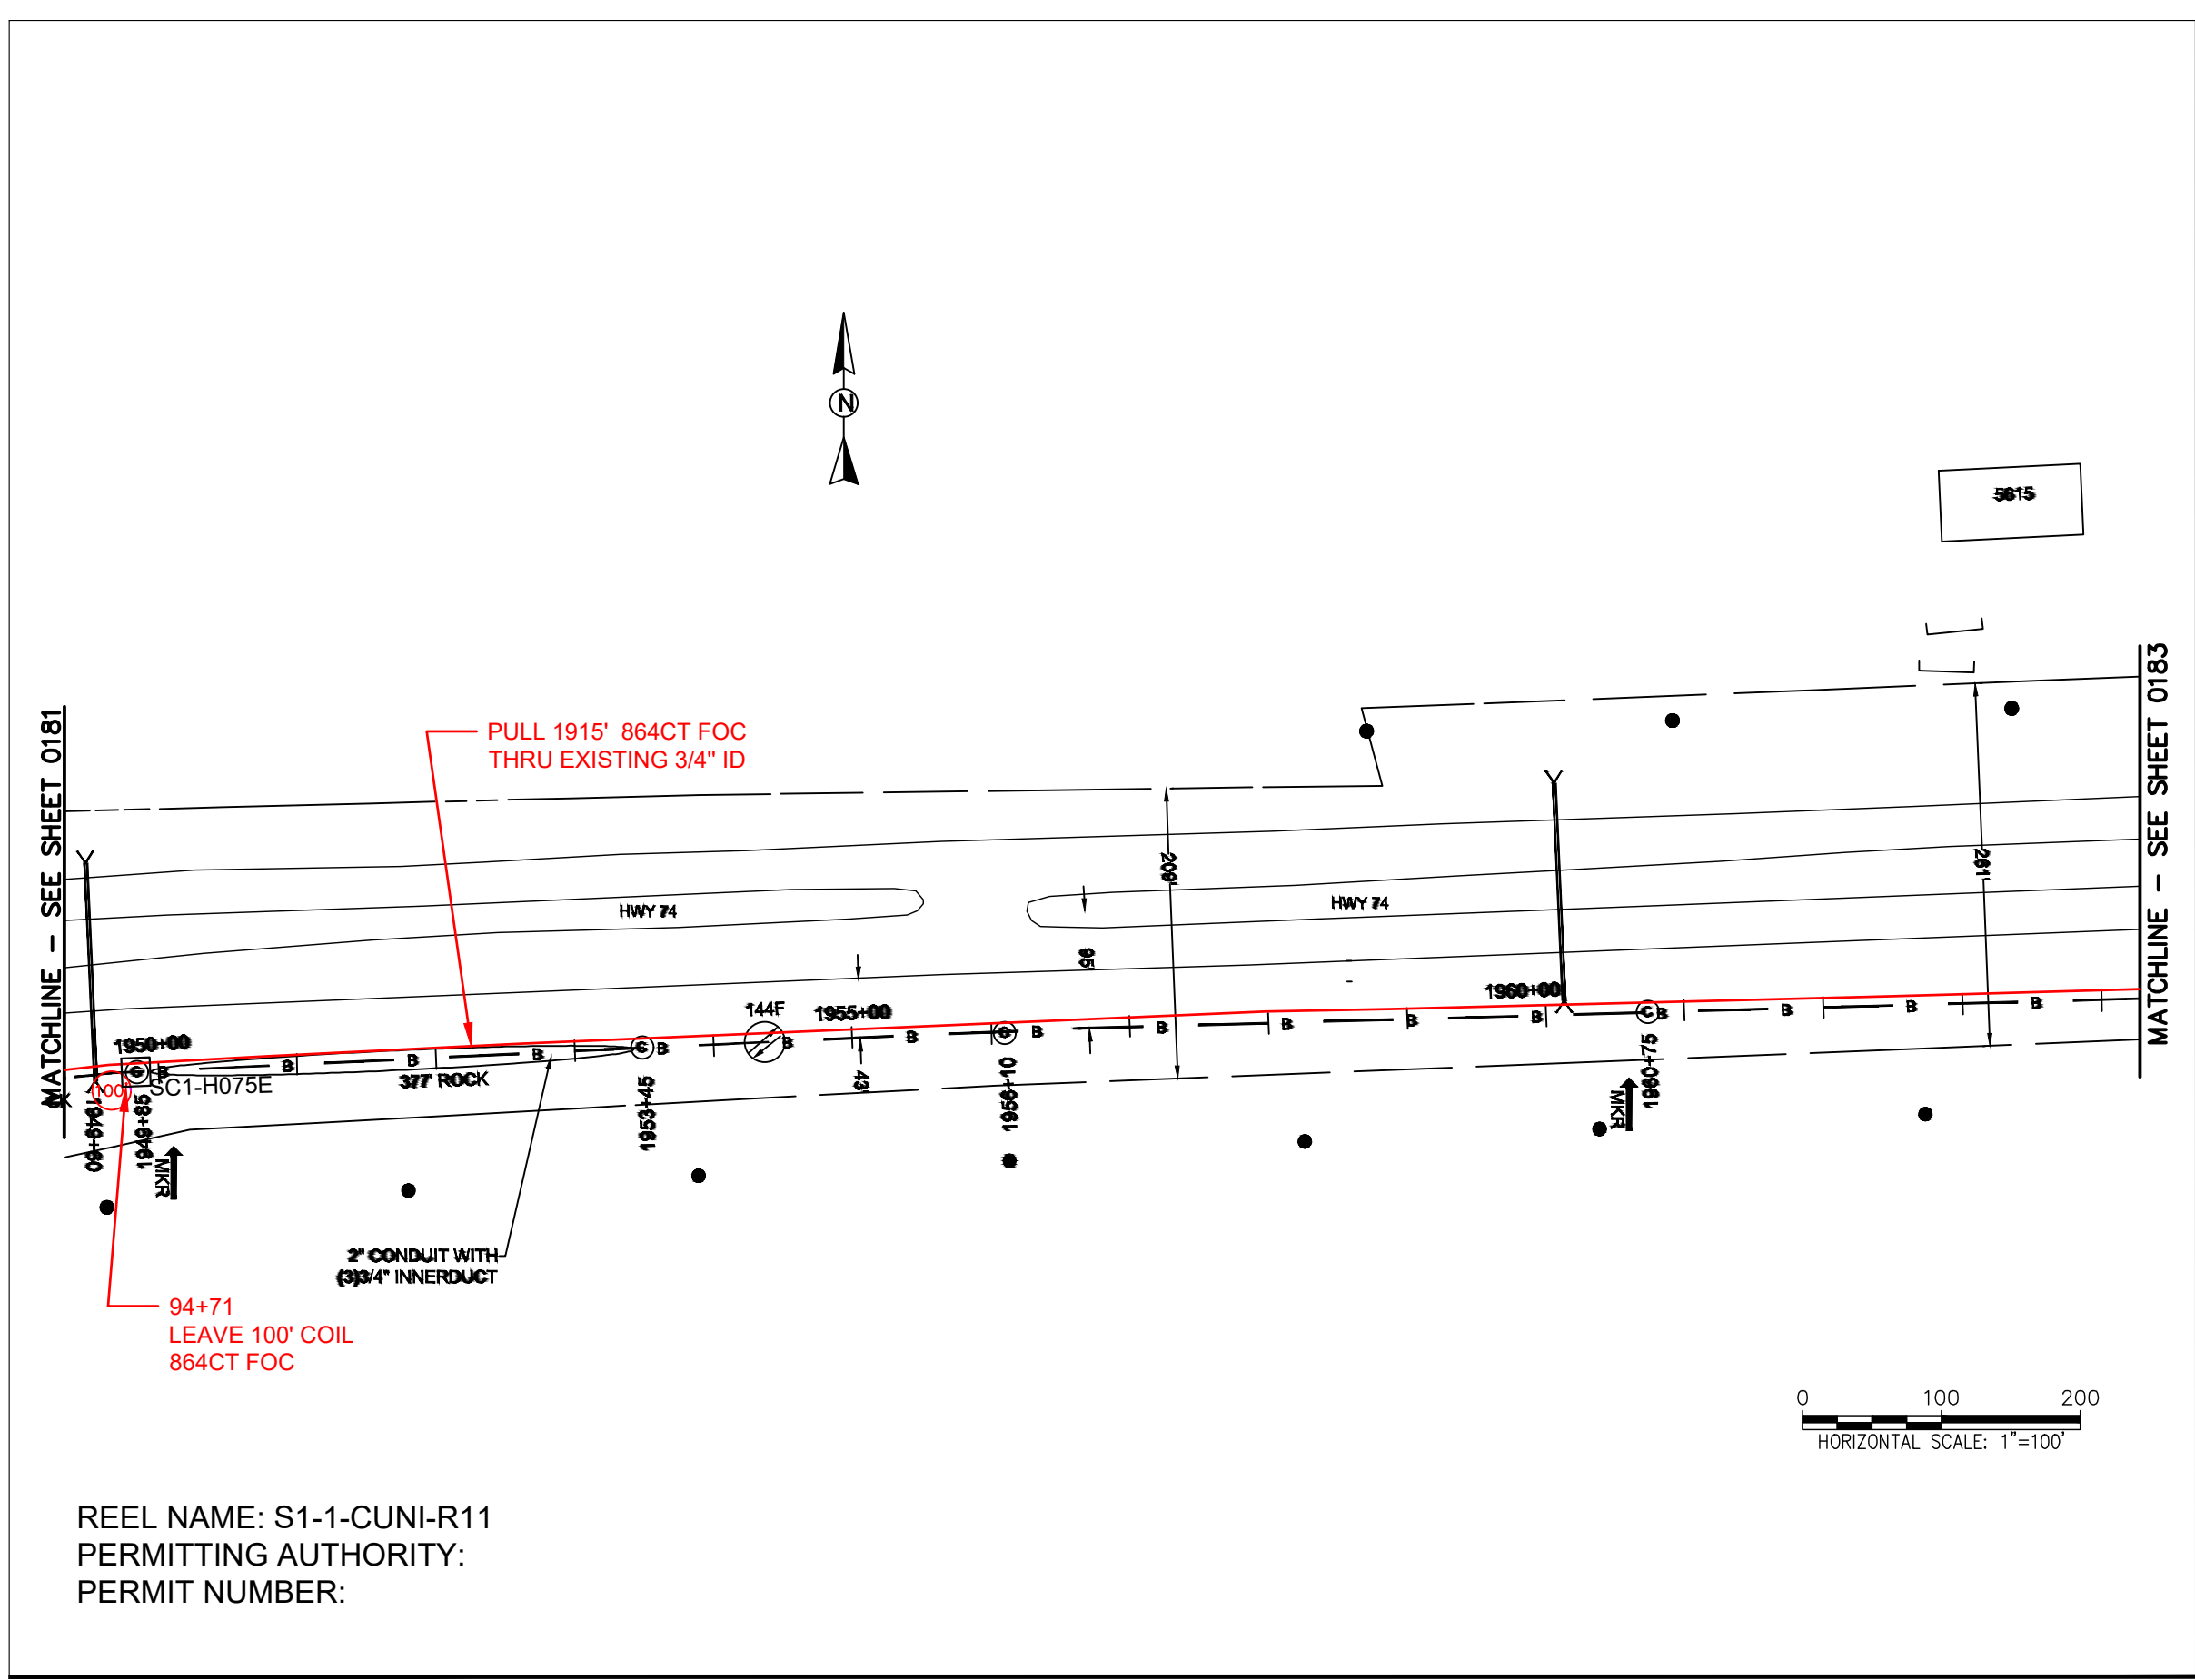 N
5615
MATCHLINE - SEE SHEET 0181
MATCHLINE - SEE SHEET 0183
PULL 1915' 864CT FOC
THRU EXISTING 3/4" ID
209'
261'
HWY 74
HWY 74
95'
1950+00
144F
1955+00
1960+00
C B B B B C B B B C B B B B B C B B B B
100'
SC1-H075E
377' ROCK
43'
1949+60
1949+85
MKR
1953+45
1956+10
MKR
1960+75
2" CONDUIT WITH
(3)3/4" INNERDUCT
94+71
LEAVE 100' COIL
864CT FOC
0 100 200
HORIZONTAL SCALE: 1"=100'
REEL NAME: S1-1-CUNI-R11
PERMITTING AUTHORITY:
PERMIT NUMBER: